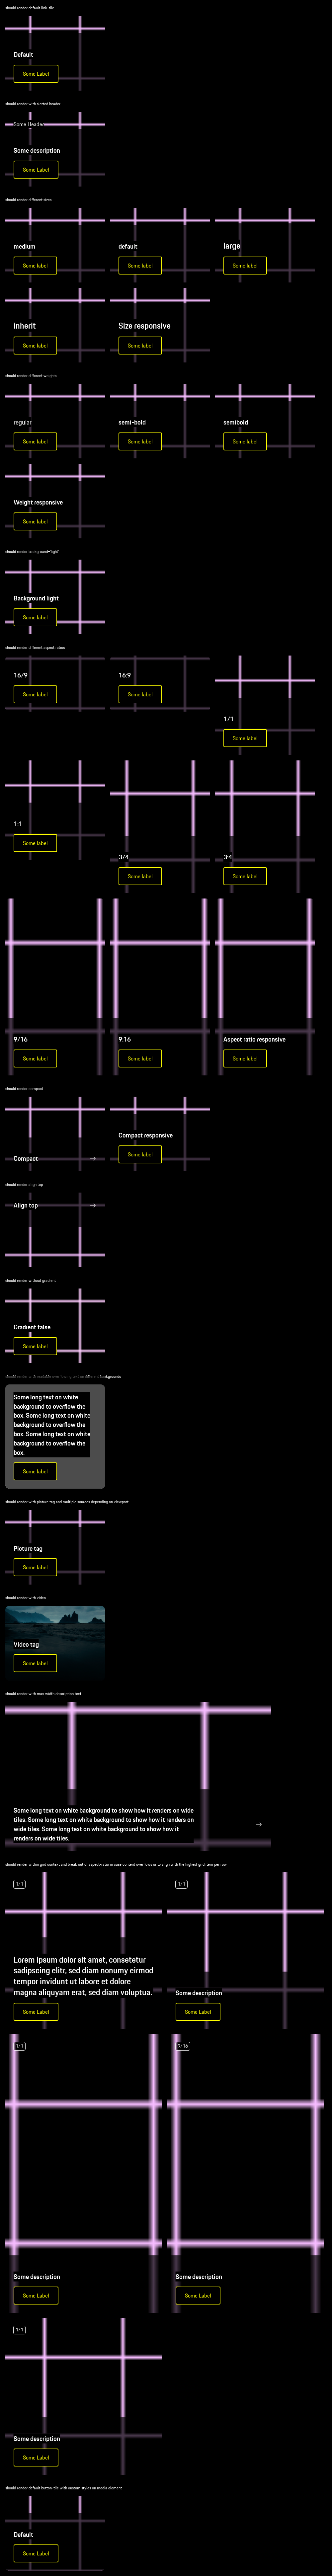 should render default link-tile
Default
Some Label
should render with slotted header
Some Header
Some description
Some Label
should render different sizes
medium
default
large
Some label
Some label
Some label
inherit
Size responsive
Some label
Some label
should render different weights
regular
semi-bold
semibold
Some label
Some label
Some label
Weight responsive
Some label
should render background=light
Background light
Some label
should render different aspect ratios
16/9
16:9
Some label
Some label
1/1
Some label
1:1
Some label
3/4
3:4
Some label
Some label
9/16
9:16
Aspect ratio responsive
Some label
Some label
Some label
should render compact
Compact
Compact responsive
Some label
should render align top
Align top
should render without gradient
Gradient false
Some label
should render with
overflowing text on different backgrounds
Some long text on white
background to overflow the
box. Some long text on white
background to overflow the
box. Some long text on white
background to overflow the
box.
Some label
should render with picture tag and multiple sources depending on viewport
Picture tag
Some label
should render with video
Video tag
Some label
should render with max width description text
Some long text on white background to show how it renders on wide
tiles. Some long text on white background to show how it renders on
wide tiles. Some long text on white background to show how it
renders on wide tiles.
should render within grid context and break out of aspect-ratio in case content overflows or to align with the highest grid item per row
1/1
1/1
Lorem ipsum dolor sit amet, consetetur
sadipscing elitr, sed diam nonumy eirmod
tempor invidunt ut labore et dolore
magna aliquyam erat, sed diam voluptua.
Some Label
Some description
Some Label
1/1
9/16
Some description
Some description
Some Label
Some Label
1/1
Some description
Some Label
should render default button-tile with custom styles on media element
Default
Some Label